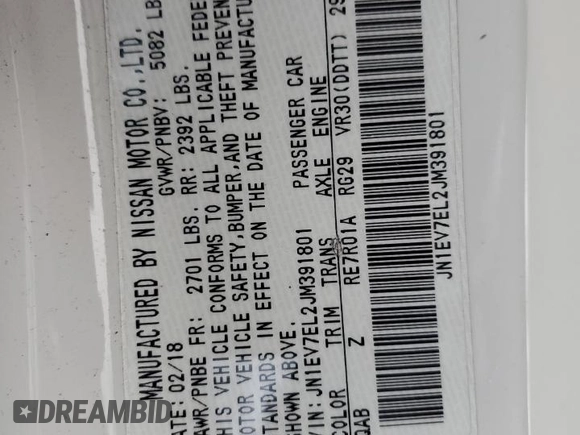 MANUFACTURED BY NISSAN MOTOR CO.,LTD.
DATE: 02/18 GVWR/PNBV: 5082 LB
GAWR/PNBE FR: 2701 LBS. RR: 2392 LBS.
THIS VEHICLE CONFORMS TO ALL APPLICABLE FEDE
MOTOR VEHICLE SAFETY,BUMPER,AND THEFT PREVEN
STANDARDS IN EFFECT ON THE DATE OF MANUFACTU
SHOWN ABOVE.
VIN: JN1EV7EL2JM391801 PASSENGER CAR
COLOR TRIM TRANS AXLE ENGINE
QAB Z RE7R01A RG29 VR30(DDTT) 29
JN1EV7EL2JM391801
DREAMBID